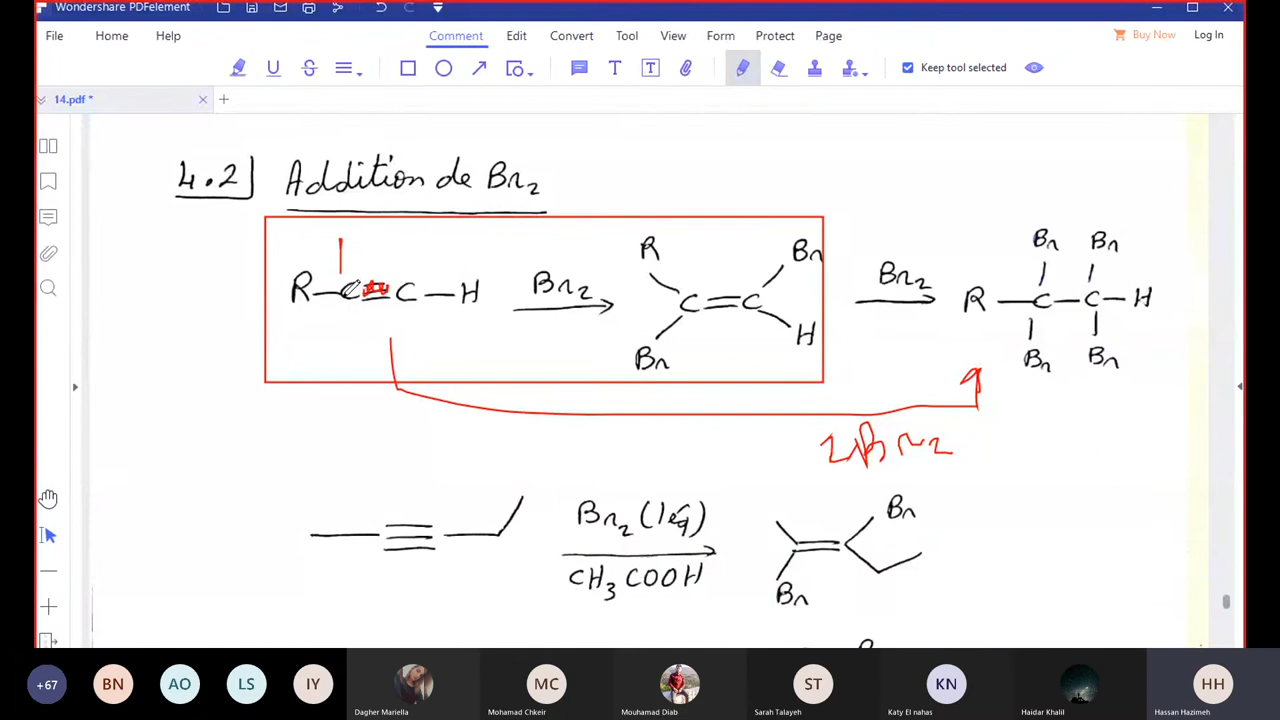 Wondershare PDFelement
File Home Help Comment Edit Convert Tool View Form Protect Page Buy Now Log In
Keep tool selected
14.pdf *
4.2] Addition de Br2
R—C≡C—H Br2 R Br C=C Br H
Br2 Br Br R—C—C—H Br Br
2Br2
Br2 (1eq) Br
CH3COOH Br
+67 BN AO LS IY MC ST KN HH
Dagher Mariella Mohamad Chkeir Mouhamad Diab Sarah Talayeh Katy El nahas Haidar Khalil Hassan Hazimeh